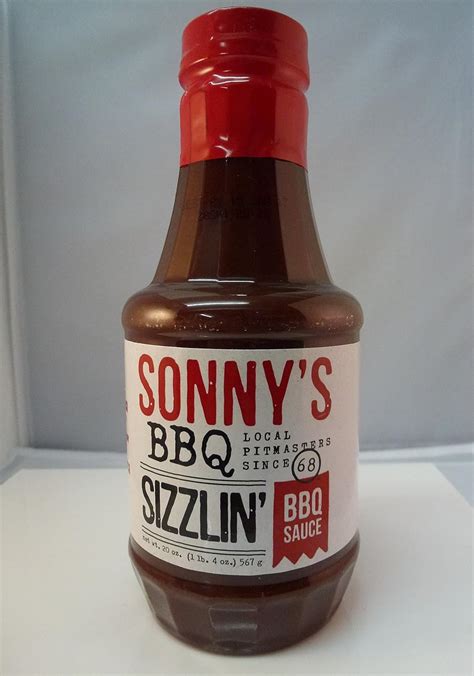 SONNY'S
BBQ
LOCAL
PITMASTERS
SINCE 68
SIZZLIN'
BBQ
SAUCE
net wt. 20 oz. (1 lb. 4 oz.) 567 g